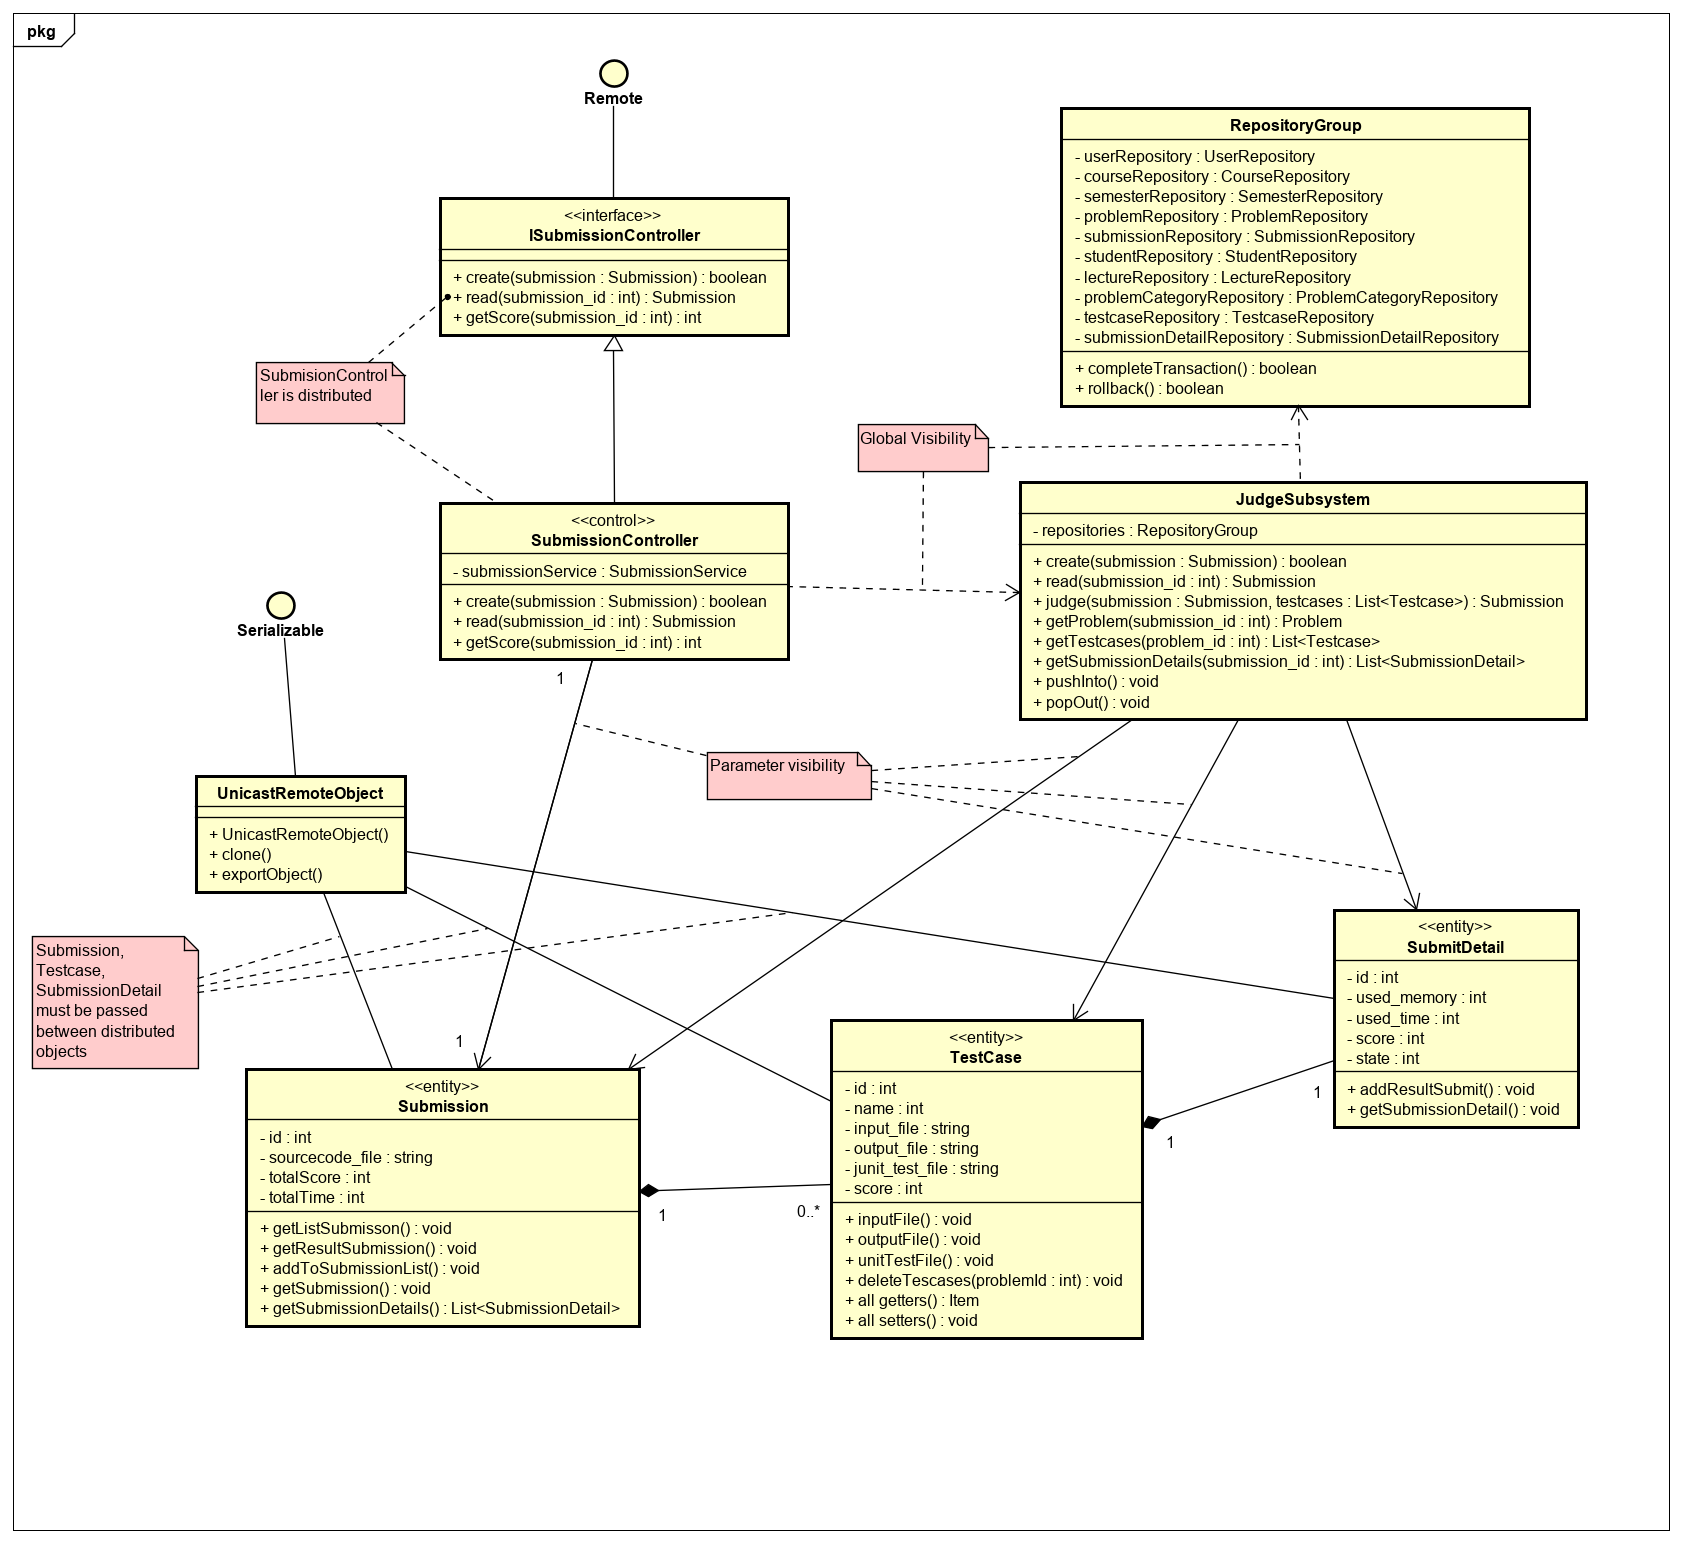 pkg
Remote
<<interface>>
ISubmissionController
+ create(submission : Submission) : boolean
+ read(submission_id : int) : Submission
+ getScore(submission_id : int) : int
RepositoryGroup
- userRepository : UserRepository
- courseRepository : CourseRepository
- semesterRepository : SemesterRepository
- problemRepository : ProblemRepository
- submissionRepository : SubmissionRepository
- studentRepository : StudentRepository
- lectureRepository : LectureRepository
- problemCategoryRepository : ProblemCategoryRepository
- testcaseRepository : TestcaseRepository
- submissionDetailRepository : SubmissionDetailRepository
+ completeTransaction() : boolean
+ rollback() : boolean
SubmisionControl
ler is distributed
Global Visibility
<<control>>
SubmissionController
- submissionService : SubmissionService
+ create(submission : Submission) : boolean
+ read(submission_id : int) : Submission
+ getScore(submission_id : int) : int
JudgeSubsystem
- repositories : RepositoryGroup
+ create(submission : Submission) : boolean
+ read(submission_id : int) : Submission
+ judge(submission : Submission, testcases : List<Testcase>) : Submission
+ getProblem(submission_id : int) : Problem
+ getTestcases(problem_id : int) : List<Testcase>
+ getSubmissionDetails(submission_id : int) : List<SubmissionDetail>
+ pushInto() : void
+ popOut() : void
Serializable
1
Parameter visibility
UnicastRemoteObject
+ UnicastRemoteObject()
+ clone()
+ exportObject()
Submission,
Testcase,
SubmissionDetail
must be passed
between distributed
objects
1
<<entity>>
SubmitDetail
- id : int
- used_memory : int
- used_time : int
- score : int
- state : int
+ addResultSubmit() : void
+ getSubmissionDetail() : void
1
1
<<entity>>
TestCase
- id : int
- name : int
- input_file : string
- output_file : string
- junit_test_file : string
- score : int
+ inputFile() : void
+ outputFile() : void
+ unitTestFile() : void
+ deleteTescases(problemId : int) : void
+ all getters() : Item
+ all setters() : void
<<entity>>
Submission
- id : int
- sourcecode_file : string
- totalScore : int
- totalTime : int
+ getListSubmisson() : void
+ getResultSubmission() : void
+ addToSubmissionList() : void
+ getSubmission() : void
+ getSubmissionDetails() : List<SubmissionDetail>
1
0..*